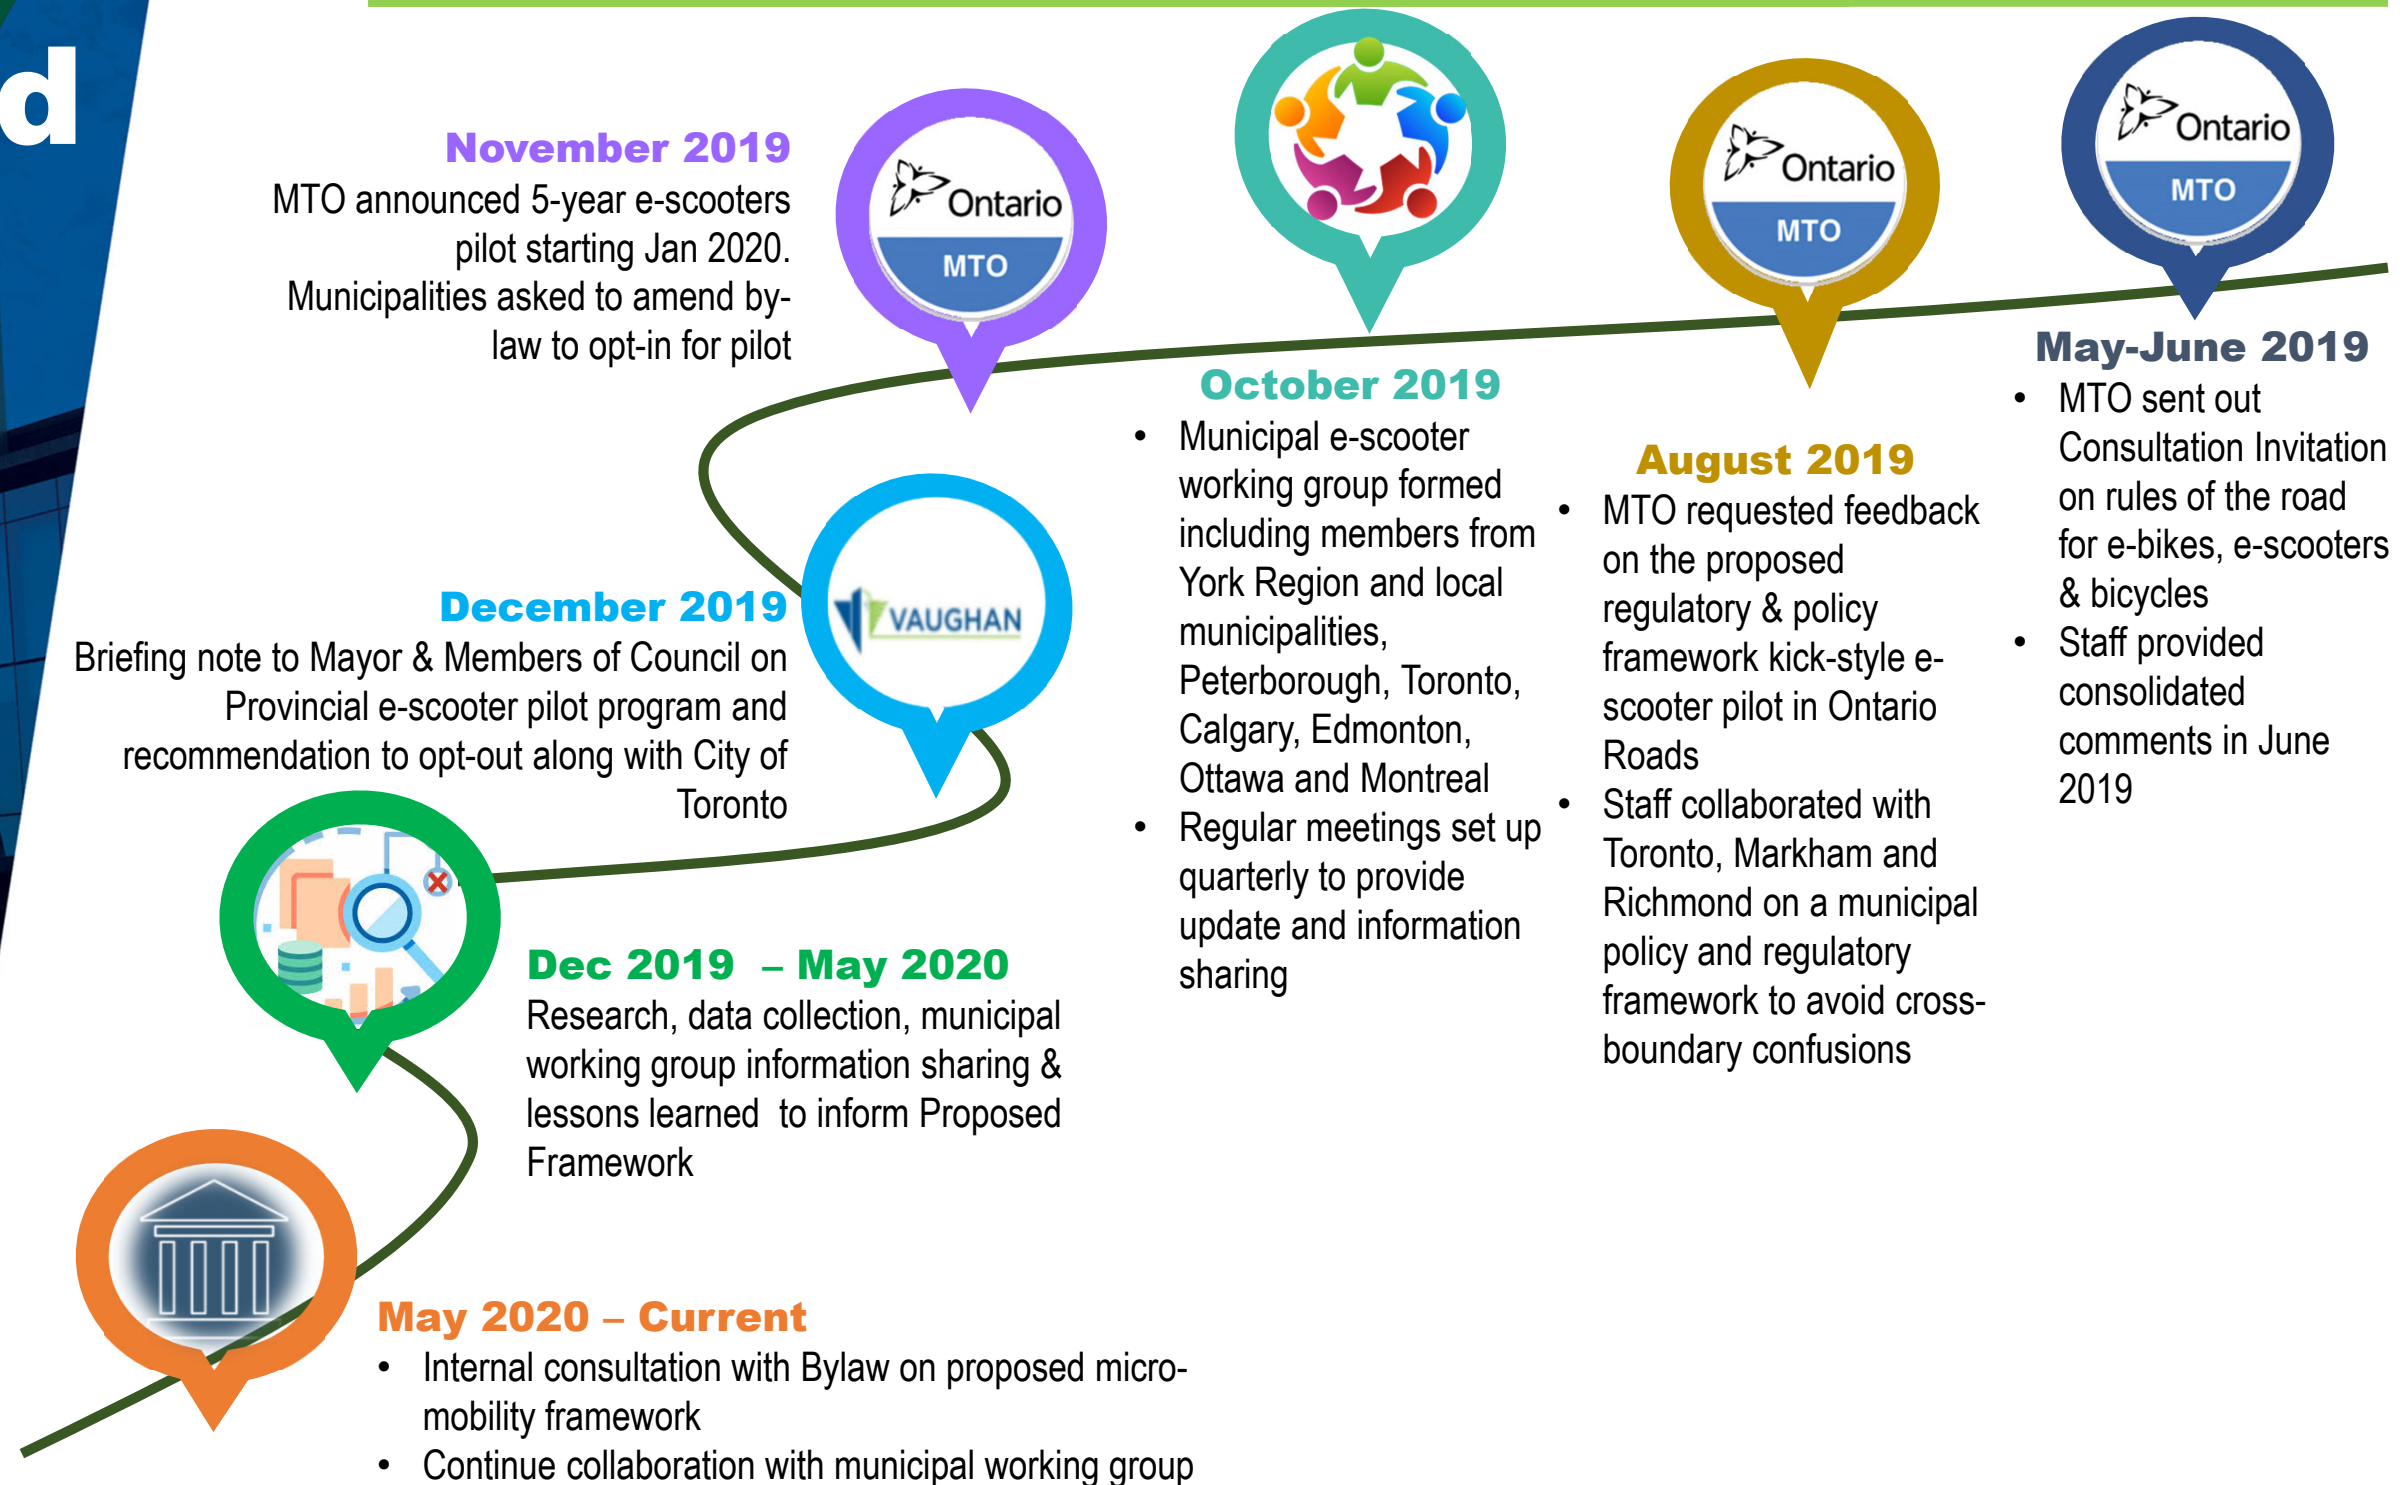 d
November 2019
MTO announced 5-year e-scooters
pilot starting Jan 2020.
Municipalities asked to amend by-
law to opt-in for pilot
Ontario
MTO
Ontario
MTO
Ontario
MTO
October 2019
• Municipal e-scooter
working group formed
including members from
York Region and local
municipalities,
Peterborough, Toronto,
Calgary, Edmonton,
Ottawa and Montreal
• Regular meetings set up
quarterly to provide
update and information
sharing
August 2019
• MTO requested feedback
on the proposed
regulatory & policy
framework kick-style e-
scooter pilot in Ontario
Roads
• Staff collaborated with
Toronto, Markham and
Richmond on a municipal
policy and regulatory
framework to avoid cross-
boundary confusions
May-June 2019
• MTO sent out
Consultation Invitation
on rules of the road
for e-bikes, e-scooters
& bicycles
• Staff provided
consolidated
comments in June
2019
December 2019
Briefing note to Mayor & Members of Council on
Provincial e-scooter pilot program and
recommendation to opt-out along with City of
Toronto
VAUGHAN
Dec 2019 – May 2020
Research, data collection, municipal
working group information sharing &
lessons learned to inform Proposed
Framework
May 2020 – Current
• Internal consultation with Bylaw on proposed micro-
mobility framework
• Continue collaboration with municipal working group